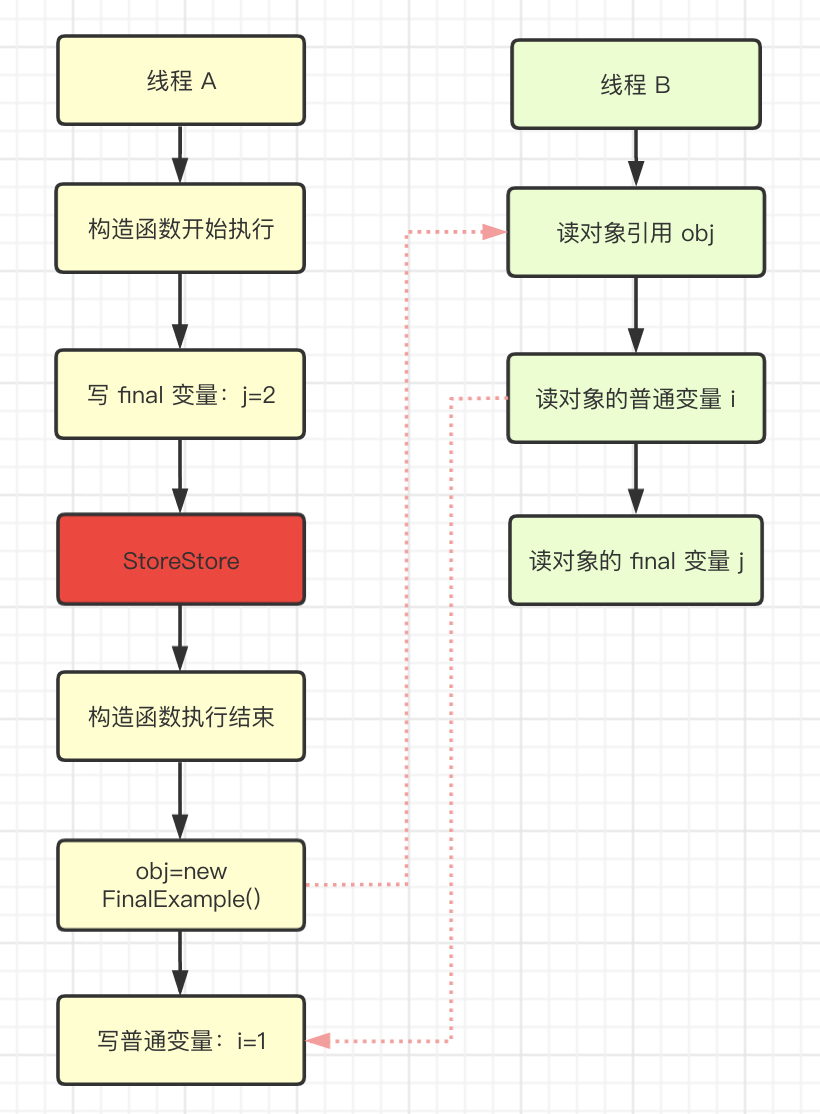 线程 A
构造函数开始执行
写 final 变量：j=2
StoreStore
构造函数执行结束
obj=new
FinalExample()
写普通变量：i=1
线程 B
读对象引用 obj
读对象的普通变量 i
读对象的 final 变量 j